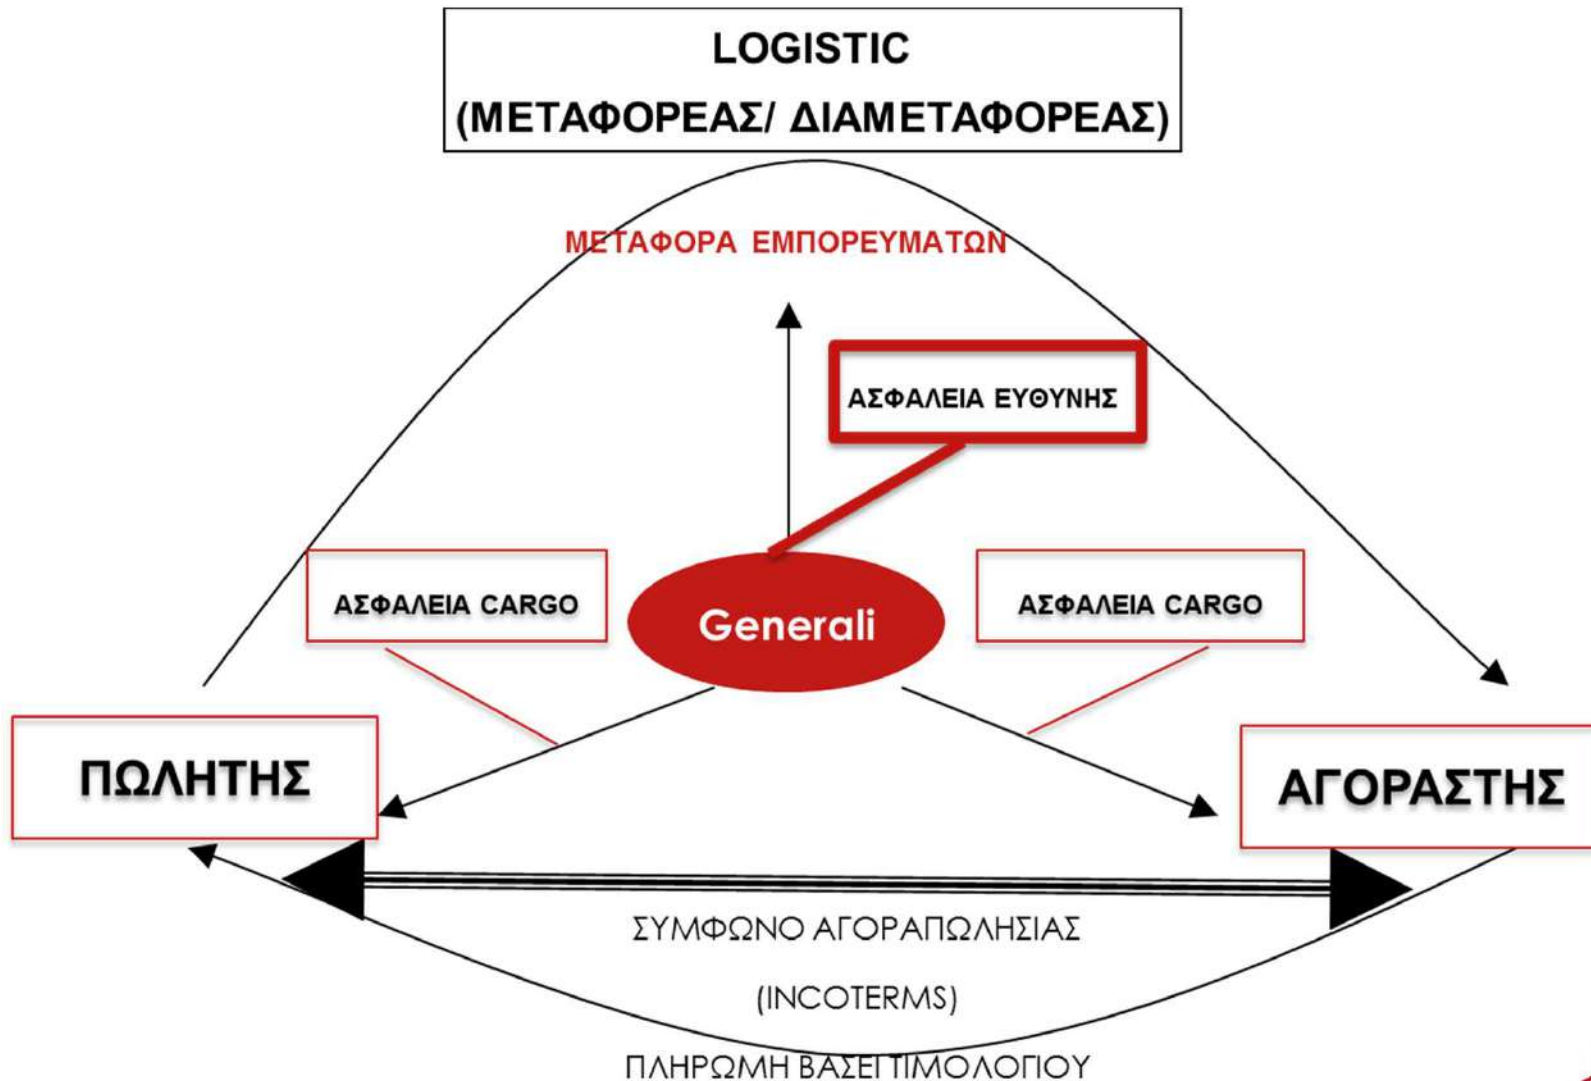 LOGISTIC
(ΜΕΤΑΦΟΡΕΑΣ/ ΔΙΑΜΕΤΑΦΟΡΕΑΣ)
ΜΕΤΑΦΟΡΑ ΕΜΠΟΡΕΥΜΑΤΩΝ
ΑΣΦΑΛΕΙΑ ΕΥΘΥΝΗΣ
ΑΣΦΑΛΕΙΑ CARGO
Generali
ΑΣΦΑΛΕΙΑ CARGO
ΠΩΛΗΤΗΣ
ΑΓΟΡΑΣΤΗΣ
ΣΥΜΦΩΝΟ ΑΓΟΡΑΠΩΛΗΣΙΑΣ
(INCOTERMS)
ΠΛΗΡΩΜΗ ΒΑΣΕΙ ΤΙΜΟΛΟΓΙΟΥ